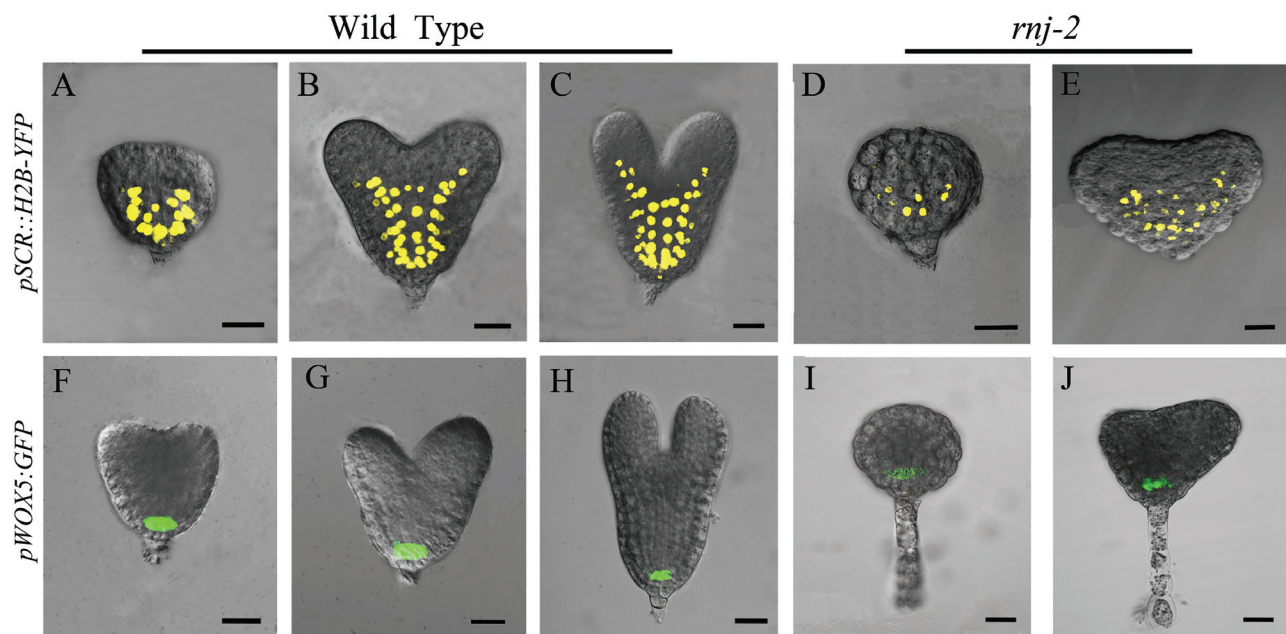 Wild Type
rnj-2
pSCR::H2B-YFP
A
B
C
D
E
pWOX5:GFP
F
G
H
I
J